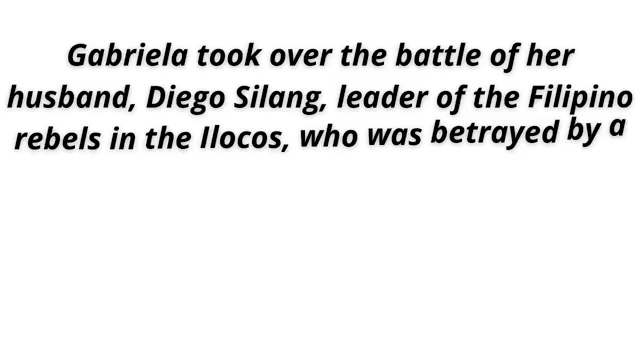 Gabriela took over the battle of her
husband, Diego Silang, leader of the Filipino
rebels in the Ilocos, who was betrayed by a